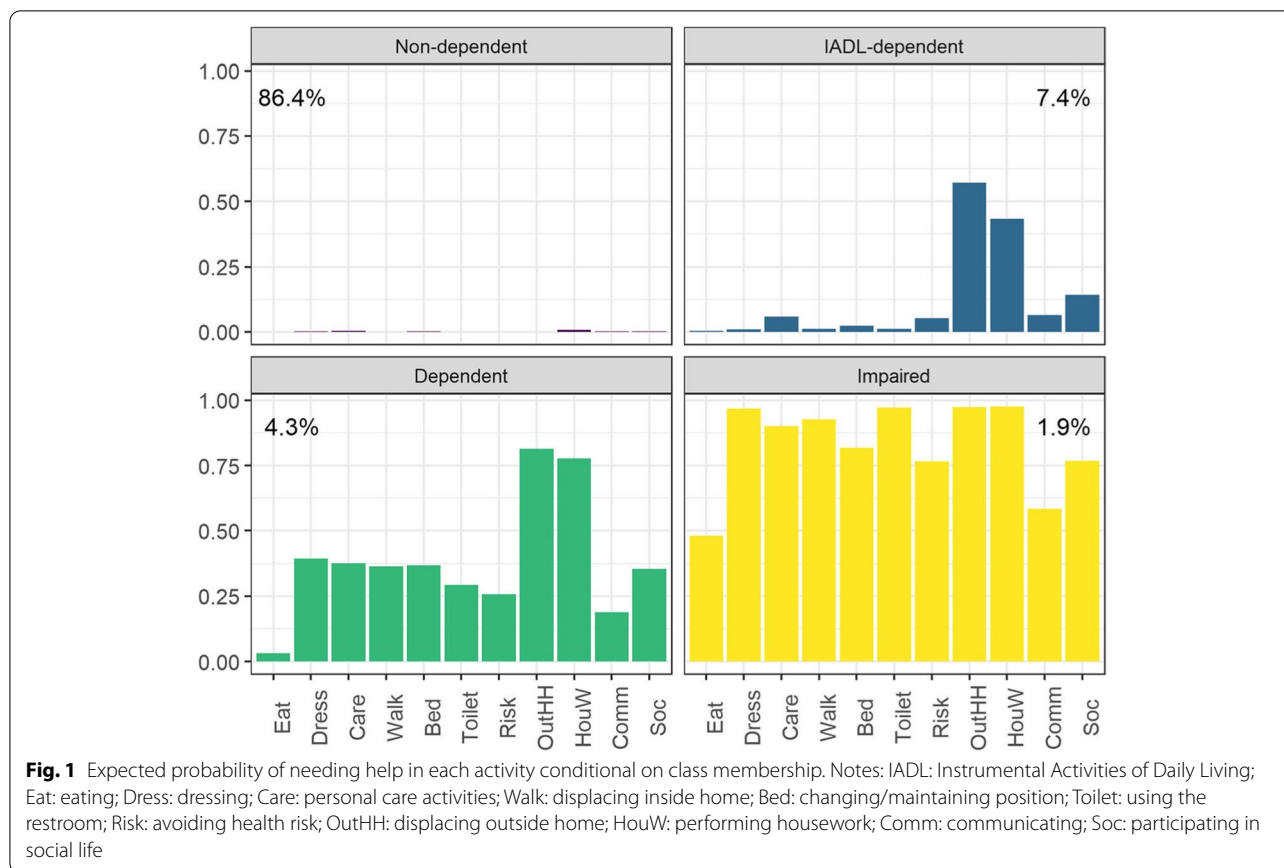 Non-dependent
IADL-dependent
1.00
0.75
0.50
0.25
0.00
86.4%
7.4%
Dependent
Impaired
1.00
0.75
0.50
0.25
0.00
4.3%
1.9%
Eat
Dress
Care
Walk
Bed
Toilet
Risk
OutHH
HouW
Comm
Soc
Eat
Dress
Care
Walk
Bed
Toilet
Risk
OutHH
HouW
Comm
Soc
Fig. 1 Expected probability of needing help in each activity conditional on class membership. Notes: IADL: Instrumental Activities of Daily Living;
Eat: eating; Dress: dressing; Care: personal care activities; Walk: displacing inside home; Bed: changing/maintaining position; Toilet: using the
restroom; Risk: avoiding health risk; OutHH: displacing outside home; HouW: performing housework; Comm: communicating; Soc: participating in
social life